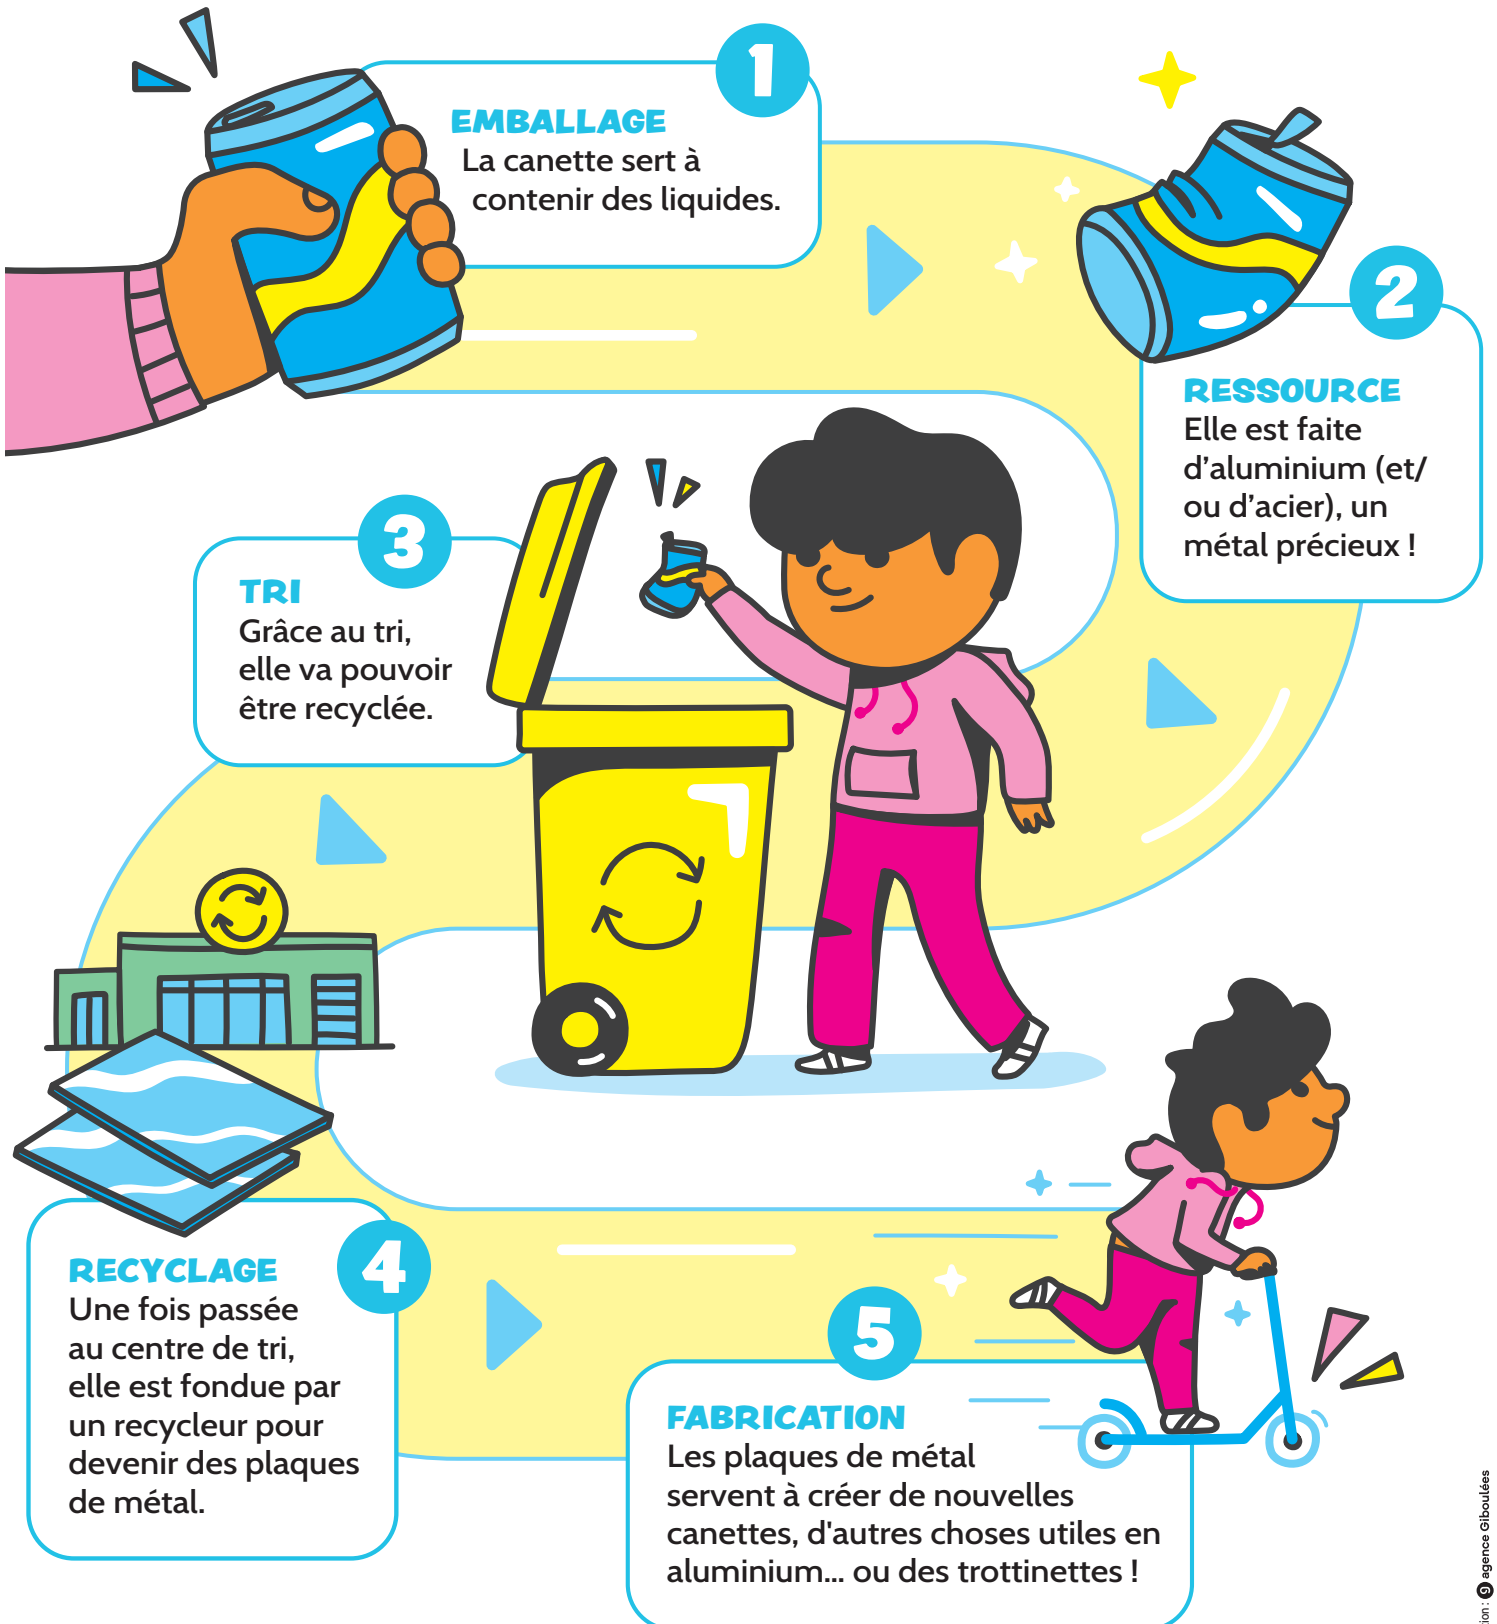 1
EMBALLAGE
La canette sert à
contenir des liquides.
2
RESSOURCE
Elle est faite
d'aluminium (et/
ou d'acier), un
métal précieux !
3
TRI
Grâce au tri,
elle va pouvoir
être recyclée.
4
RECYCLAGE
Une fois passée
au centre de tri,
elle est fondue par
un recycleur pour
devenir des plaques
de métal.
5
FABRICATION
Les plaques de métal
servent à créer de nouvelles
canettes, d'autres choses utiles en
aluminium... ou des trottinettes !
agence Giboulées